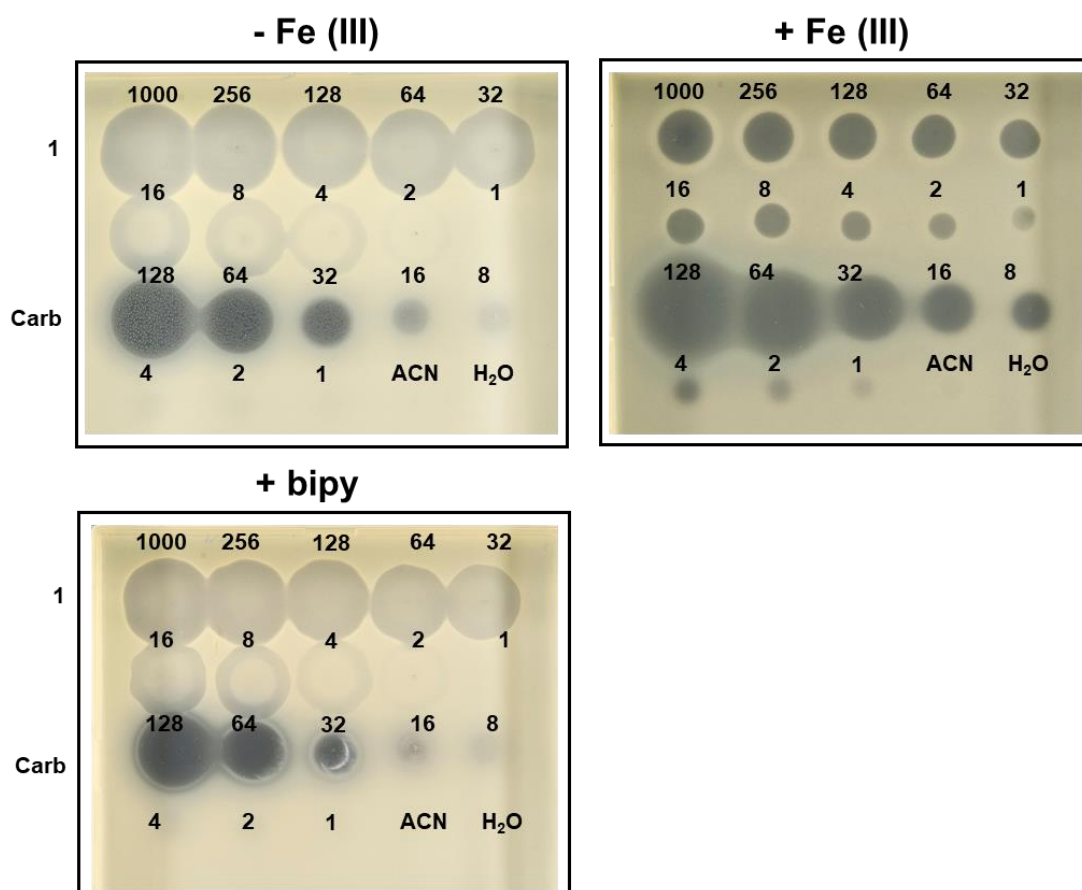 - Fe (III)
1000 256 128 64 32
1
16 8 4 2 1
128 64 32 16 8
Carb
4 2 1 ACN H₂O
+ Fe (III)
1000 256 128 64 32
16 8 4 2 1
128 64 32 16 8
4 2 1 ACN H₂O
+ bipy
1000 256 128 64 32
1
16 8 4 2 1
128 64 32 16 8
Carb
4 2 1 ACN H₂O